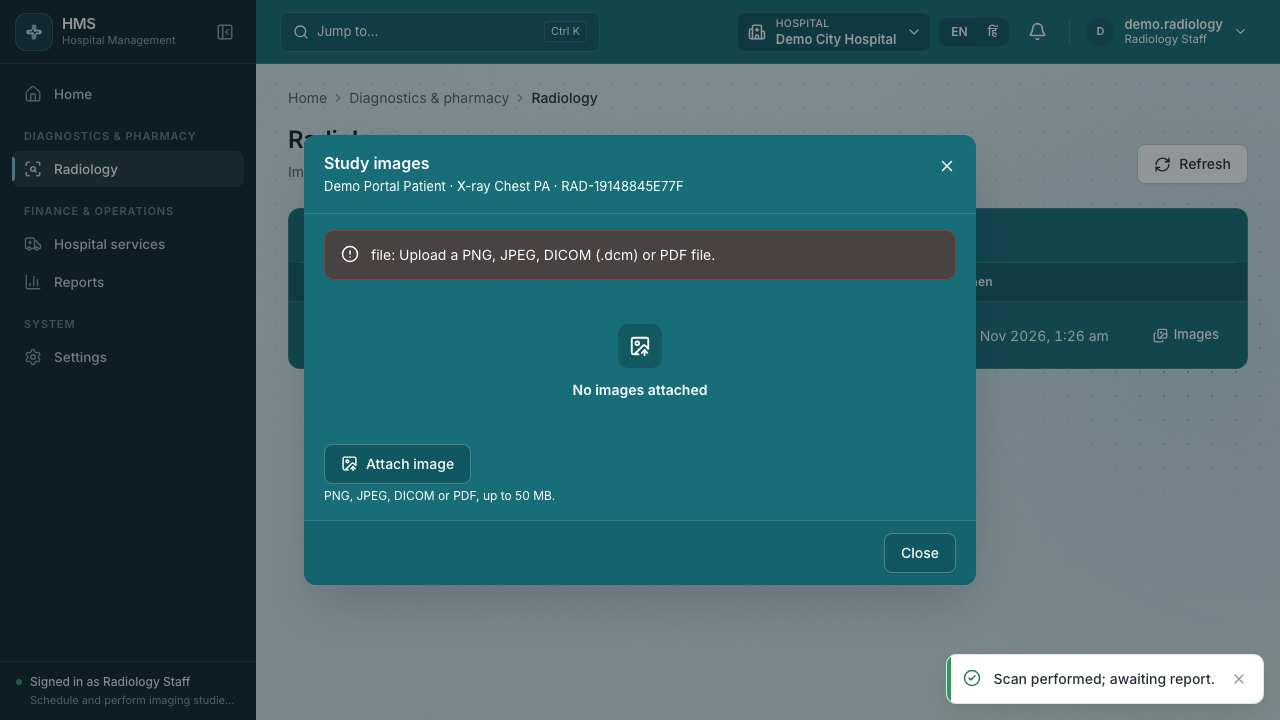 HMS
Hospital Management
Jump to...
Ctrl K
HOSPITAL
Demo City Hospital
EN
हिं
D
demo.radiology
Radiology Staff
Home
DIAGNOSTICS & PHARMACY
Radiology
FINANCE & OPERATIONS
Hospital services
Reports
SYSTEM
Settings
Signed in as Radiology Staff
Schedule and perform imaging studie...
Home > Diagnostics & pharmacy > Radiology
Radiology
Refresh
Study images
Demo Portal Patient · X-ray Chest PA · RAD-19148845E77F
file: Upload a PNG, JPEG, DICOM (.dcm) or PDF file.
No images attached
Attach image
PNG, JPEG, DICOM or PDF, up to 50 MB.
Close
Nov 2026, 1:26 am
Images
Scan performed; awaiting report.